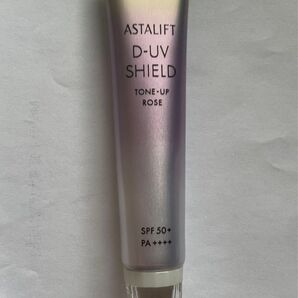 ASTALIFT
D-UV
SHIELD
TONE-UP
ROSE
SPF 50+
PA++++